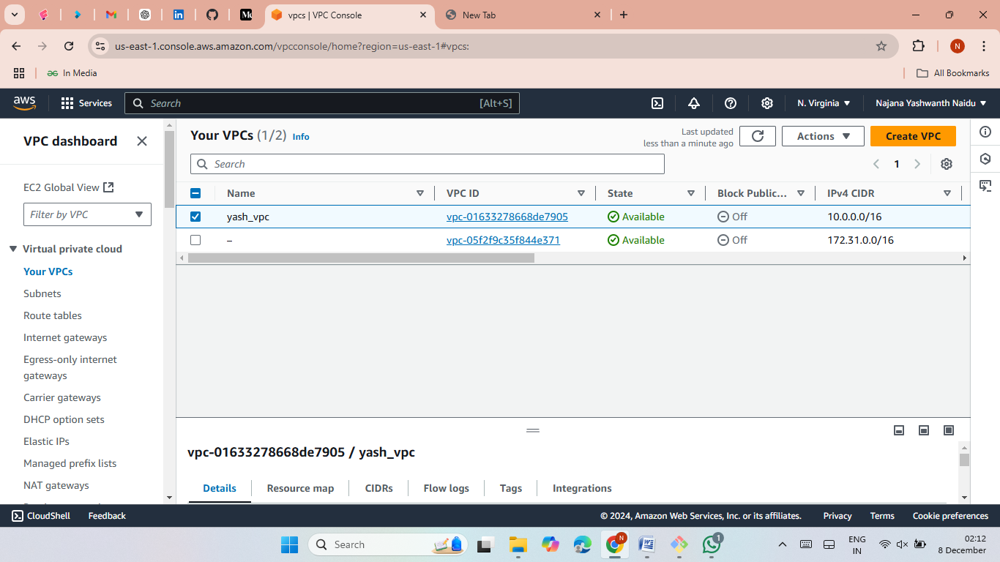 vpcs | VPC Console
New Tab
us-east-1.console.aws.amazon.com/vpcconsole/home?region=us-east-1#vpcs:
N
In Media
All Bookmarks
aws
Services
Search
[Alt+S]
N. Virginia
Najana Yashwanth Naidu
VPC dashboard
EC2 Global View
Filter by VPC
Virtual private cloud
Your VPCs
Subnets
Route tables
Internet gateways
Egress-only internet
gateways
Carrier gateways
DHCP option sets
Elastic IPs
Managed prefix lists
NAT gateways
Your VPCs (1/2) Info
Last updated
less than a minute ago
Actions
Create VPC
Search
1
Name VPC ID State Block Public... IPv4 CIDR
yash_vpc vpc-01633278668de7905 Available Off 10.0.0.0/16
– vpc-05f2f9c35f844e371 Available Off 172.31.0.0/16
vpc-01633278668de7905 / yash_vpc
Details Resource map CIDRs Flow logs Tags Integrations
CloudShell Feedback © 2024, Amazon Web Services, Inc. or its affiliates. Privacy Terms Cookie preferences
Search
N
1
ENG
IN
02:12
8 December